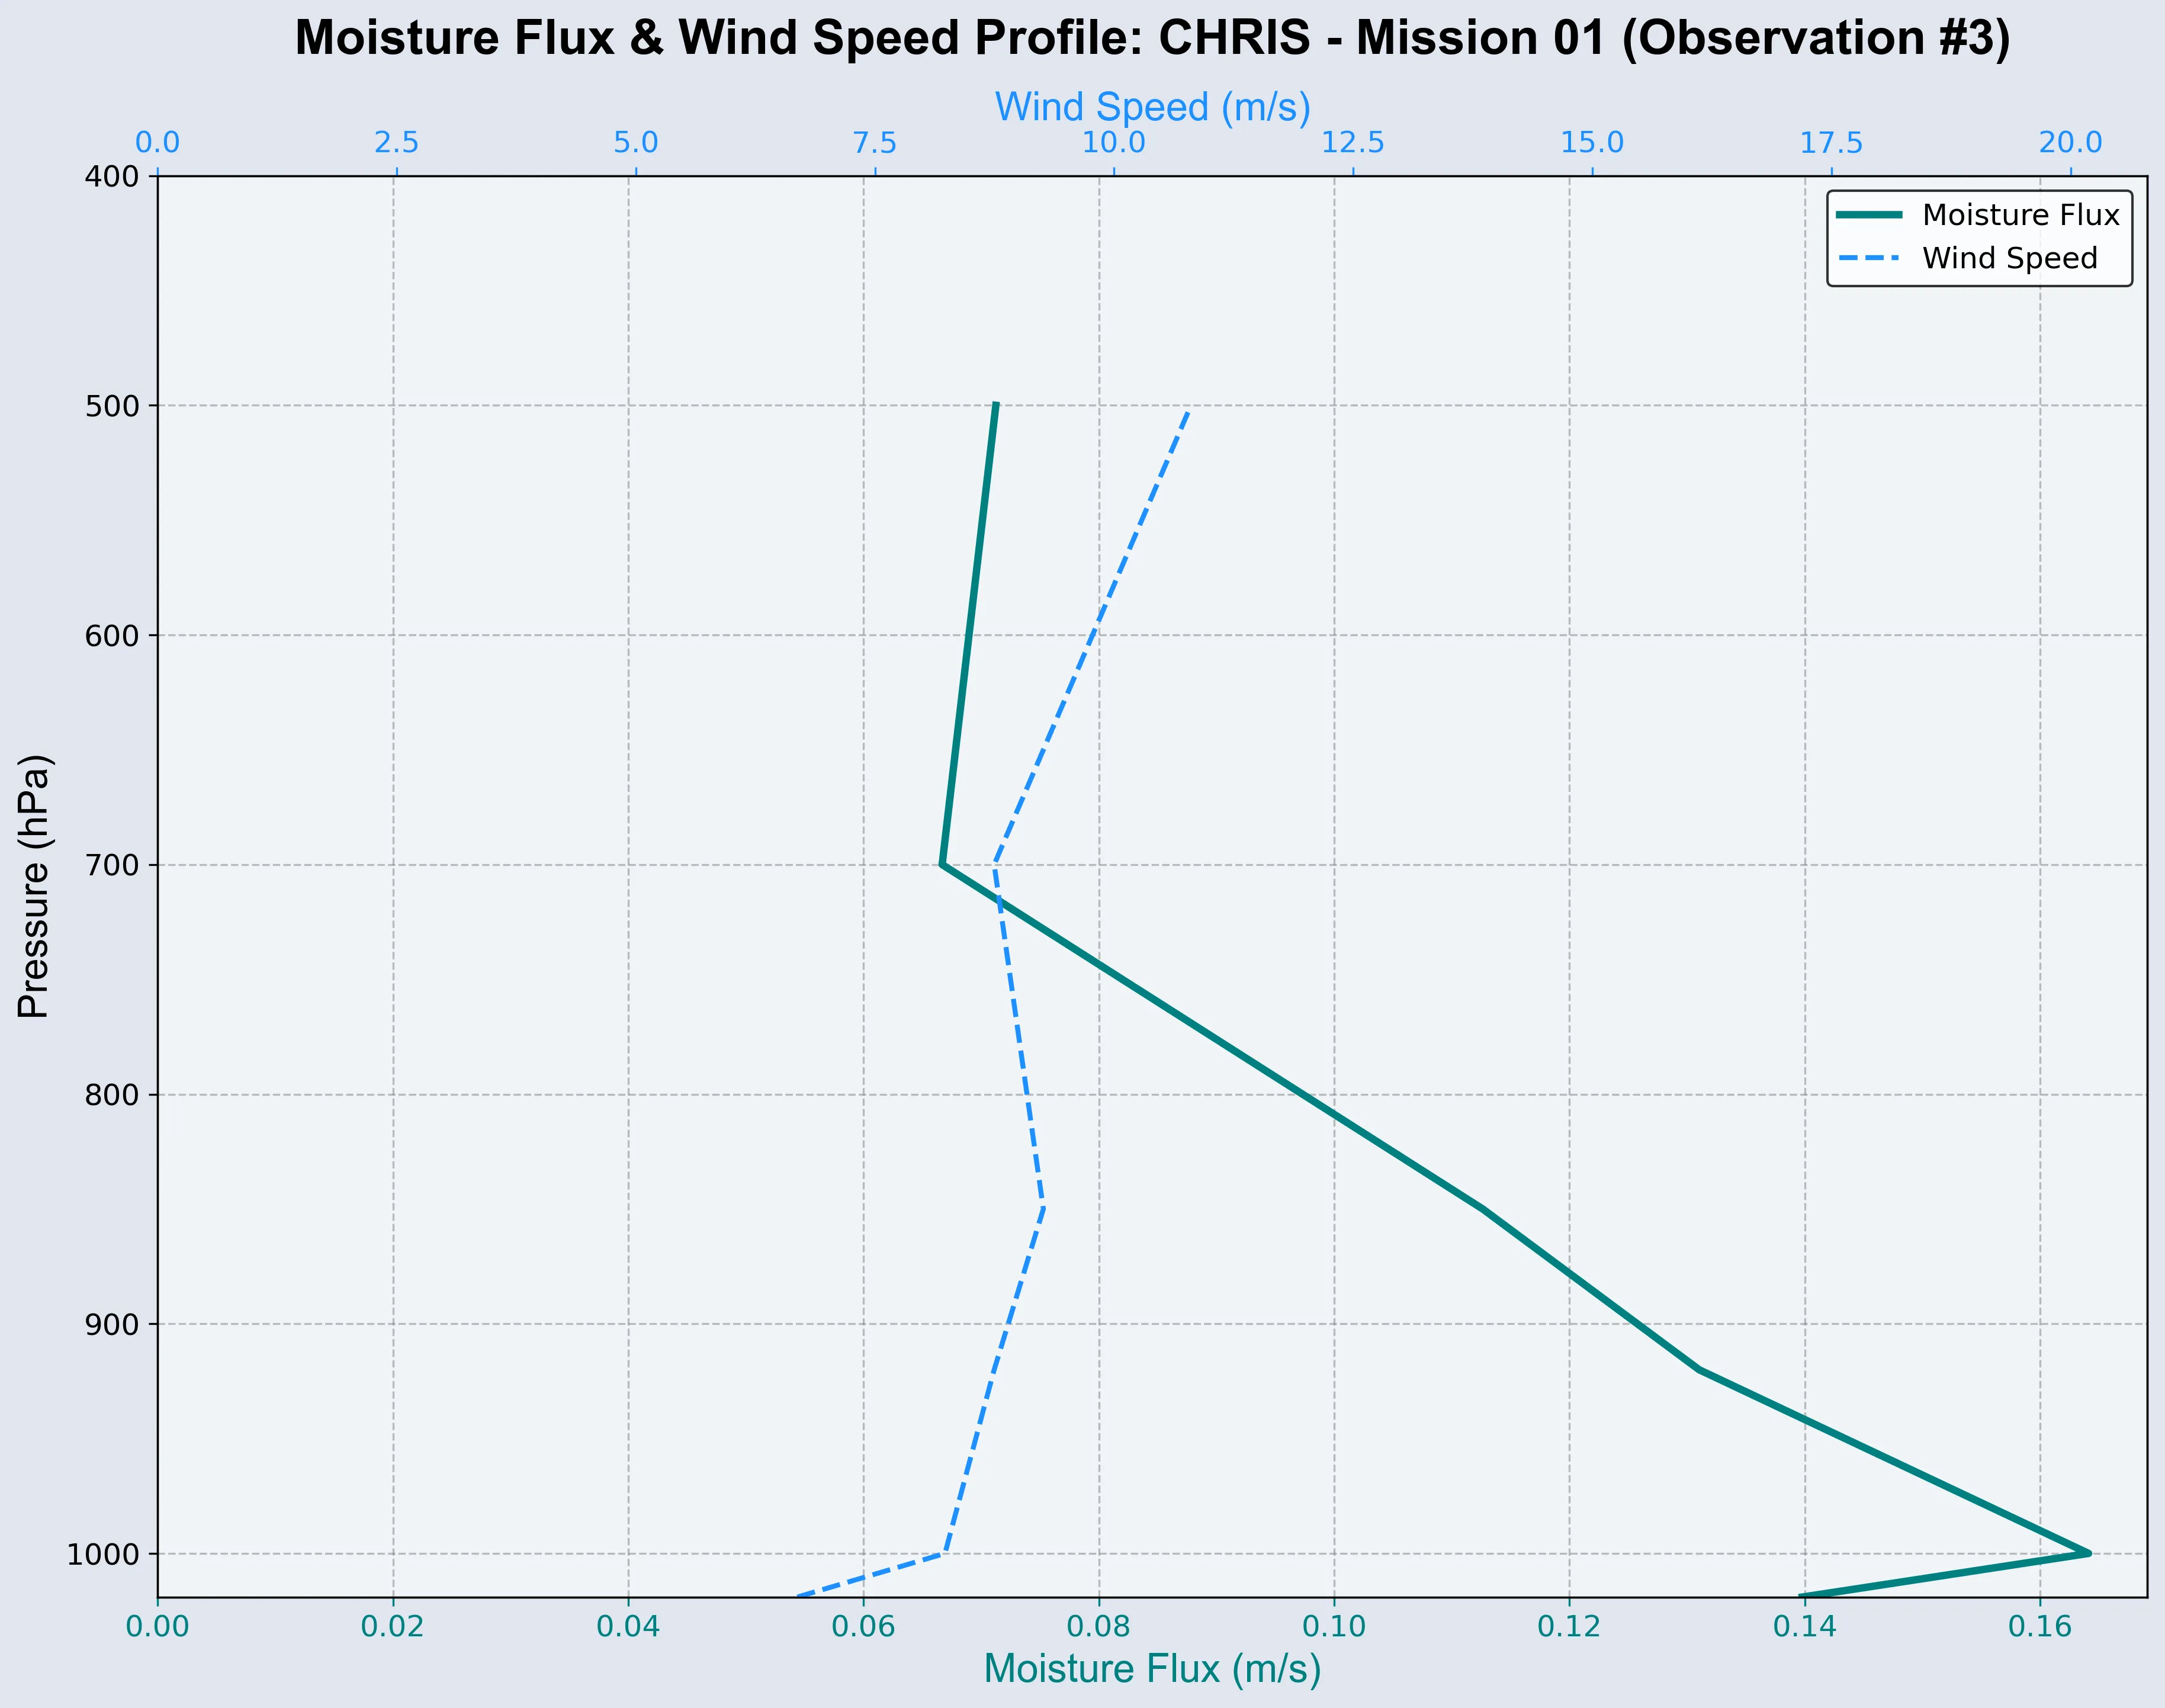 Moisture Flux & Wind Speed Profile: CHRIS - Mission 01 (Observation #3)
Wind Speed (m/s)
0.0 2.5 5.0 7.5 10.0 12.5 15.0 17.5 20.0
Moisture Flux
Wind Speed
Pressure (hPa)
400
500
600
700
800
900
1000
0.00 0.02 0.04 0.06 0.08 0.10 0.12 0.14 0.16
Moisture Flux (m/s)